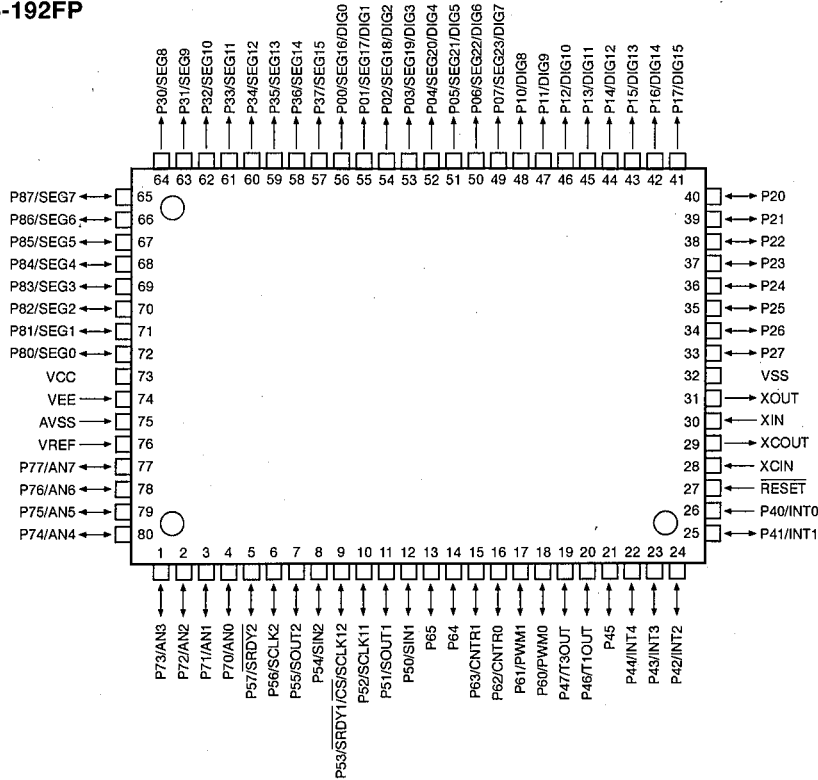 -192FP
P30/SEG8
P31/SEG9
P32/SEG10
P33/SEG11
P34/SEG12
P35/SEG13
P36/SEG14
P37/SEG15
P00/SEG16/DIG0
P01/SEG17/DIG1
P02/SEG18/DIG2
P03/SEG19/DIG3
P04/SEG20/DIG4
P05/SEG21/DIG5
P06/SEG22/DIG6
P07/SEG23/DIG7
P10/DIG8
P11/DIG9
P12/DIG10
P13/DIG11
P14/DIG12
P15/DIG13
P16/DIG14
P17/DIG15
64 63 62 61 60 59 58 57 56 55 54 53 52 51 50 49 48 47 46 45 44 43 42 41
P87/SEG7 65
P86/SEG6 66
P85/SEG5 67
P84/SEG4 68
P83/SEG3 69
P82/SEG2 70
P81/SEG1 71
P80/SEG0 72
VCC 73
VEE 74
AVSS 75
VREF 76
P77/AN7 77
P76/AN6 78
P75/AN5 79
P74/AN4 80
40 P20
39 P21
38 P22
37 P23
36 P24
35 P25
34 P26
33 P27
32 VSS
31 XOUT
30 XIN
29 XCOUT
28 XCIN
27 RESET
26 P40/INT0
25 P41/INT1
1 2 3 4 5 6 7 8 9 10 11 12 13 14 15 16 17 18 19 20 21 22 23 24
P73/AN3
P72/AN2
P71/AN1
P70/AN0
P57/SRDY2
P56/SCLK2
P55/SOUT2
P54/SIN2
P53/SRDY1/CS/SCLK12
P52/SCLK11
P51/SOUT1
P50/SIN1
P65
P64
P63/CNTR1
P62/CNTR0
P61/PWM1
P60/PWM0
P47/T3OUT
P46/T1OUT
P45
P44/INT4
P43/INT3
P42/INT2